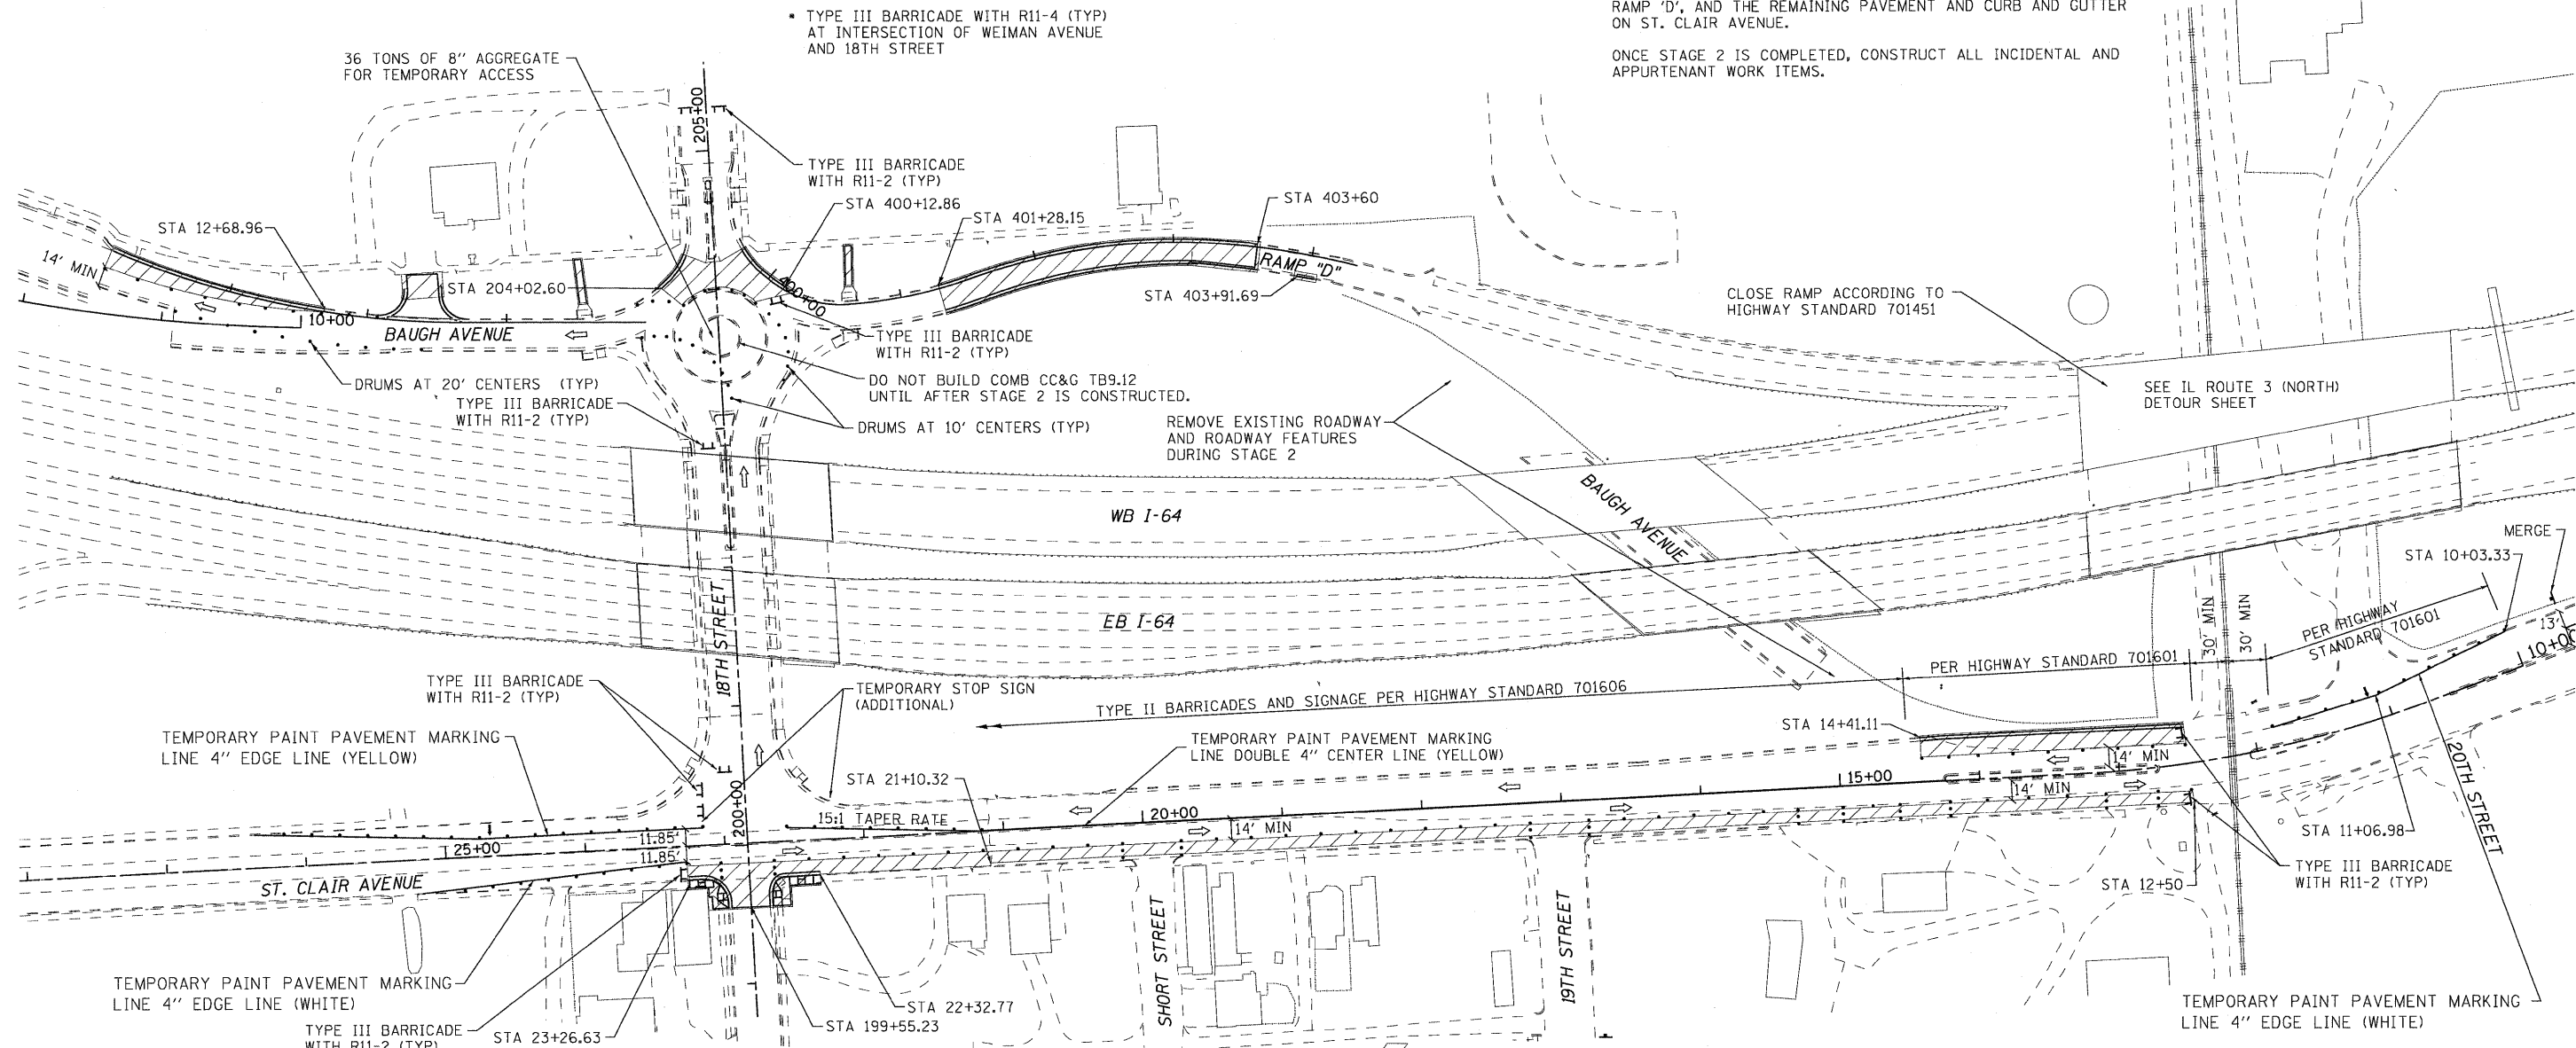 • TYPE III BARRICADE WITH R11-4 (TYP)
AT INTERSECTION OF WEIMAN AVENUE
AND 18TH STREET
RAMP 'D', AND THE REMAINING PAVEMENT AND CURB AND GUTTER
ON ST. CLAIR AVENUE.
ONCE STAGE 2 IS COMPLETED, CONSTRUCT ALL INCIDENTAL AND
APPURTENANT WORK ITEMS.
36 TONS OF 8" AGGREGATE
FOR TEMPORARY ACCESS
205+00
TYPE III BARRICADE
WITH R11-2 (TYP)
STA 400+12.86
STA 401+28.15
STA 403+60
STA 12+68.96
14' MIN
STA 204+02.60
400+00
RAMP "D"
STA 403+91.69
10+00
BAUGH AVENUE
TYPE III BARRICADE
WITH R11-2 (TYP)
CLOSE RAMP ACCORDING TO
HIGHWAY STANDARD 701451
DRUMS AT 20' CENTERS (TYP)
TYPE III BARRICADE
WITH R11-2 (TYP)
DO NOT BUILD COMB CC&G TB9.12
UNTIL AFTER STAGE 2 IS CONSTRUCTED.
DRUMS AT 10' CENTERS (TYP)
REMOVE EXISTING ROADWAY
AND ROADWAY FEATURES
DURING STAGE 2
SEE IL ROUTE 3 (NORTH)
DETOUR SHEET
BAUGH AVENUE
WB I-64
EB I-64
18TH STREET
MERGE
STA 10+03.33
PER HIGHWAY
STANDARD 701601
13'
10+00
30' MIN
30' MIN
PER HIGHWAY STANDARD 701601
TYPE III BARRICADE
WITH R11-2 (TYP)
TEMPORARY STOP SIGN
(ADDITIONAL)
TYPE II BARRICADES AND SIGNAGE PER HIGHWAY STANDARD 701606
TEMPORARY PAINT PAVEMENT MARKING
LINE 4" EDGE LINE (YELLOW)
TEMPORARY PAINT PAVEMENT MARKING
LINE DOUBLE 4" CENTER LINE (YELLOW)
STA 14+41.11
STA 21+10.32
14' MIN
15+00
14' MIN
20TH STREET
200+00
15:1 TAPER RATE
20+00
14' MIN
11.85'
11.85'
25+00
ST. CLAIR AVENUE
STA 11+06.98
TYPE III BARRICADE
WITH R11-2 (TYP)
STA 12+50
SHORT STREET
19TH STREET
TEMPORARY PAINT PAVEMENT MARKING
LINE 4" EDGE LINE (WHITE)
STA 22+32.77
STA 199+55.23
TYPE III BARRICADE
WITH R11-2 (TYP)
STA 23+26.63
TEMPORARY PAINT PAVEMENT MARKING
LINE 4" EDGE LINE (WHITE)